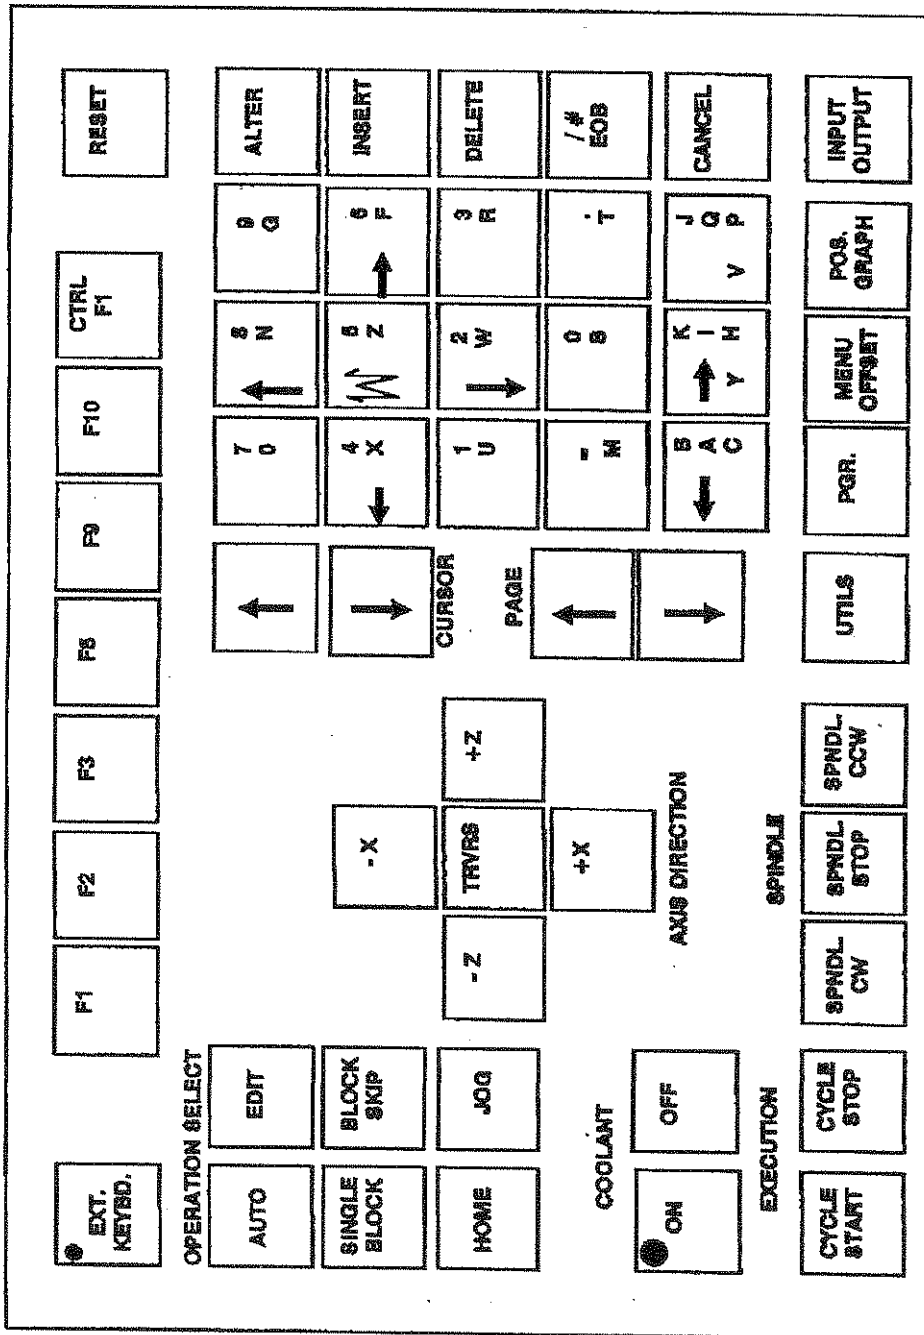 EXT.
KEYBD.
F1
F2
F3
F8
F9
F10
CTRL
F1
RESET
OPERATION SELECT
AUTO
EDIT
SINGLE
BLOCK
BLOCK
SKIP
HOME
JOG
-X
-Z
TRVRS
+Z
+X
AXIS DIRECTION
CURSOR
PAGE
7
O
8
N
9
G
ALTER
4
X
5
Z
6
F
INSERT
1
U
2
W
3
R
DELETE
-
M
0
S
.
T
/ #
EOB
B
A
C
K
I
Y H
J
Q
V P
CANCEL
COOLANT
ON
OFF
EXECUTION
CYCLE
START
CYCLE
STOP
SPINDLE
SPNDL.
CW
SPNDL.
STOP
SPNDL.
CCW
UTILS
PGR.
MENU
OFFSET
POS.
GRAPH
INPUT
OUTPUT